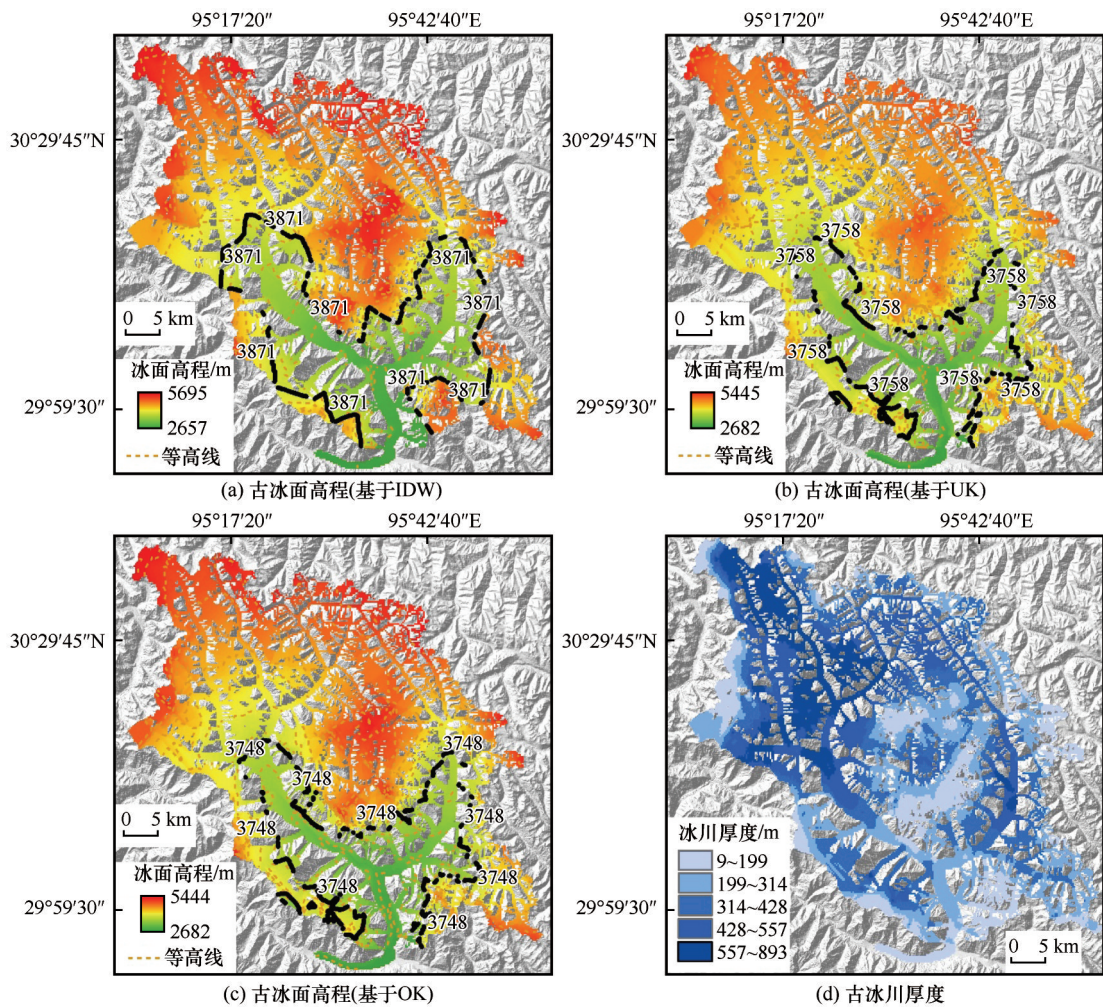 95°17′20″ 95°42′40″E
95°17′20″ 95°42′40″E
30°29′45″N
30°29′45″N
3871
3871
3871
3871
3871
3871
3871
3871
3871
0 5 km
冰面高程/m
5695
2657
等高线
29°59′30″
3758
3758
3758
3758
3758
3758
3758
3758
3758
0 5 km
冰面高程/m
5445
2682
等高线
29°59′30″
(a) 古冰面高程(基于IDW)
(b) 古冰面高程(基于UK)
95°17′20″ 95°42′40″E
95°17′20″ 95°42′40″E
30°29′45″N
30°29′45″N
3748
3748
3748
3748
3748
3748
3748
3748
3748
0 5 km
冰面高程/m
5444
2682
等高线
29°59′30″
冰川厚度/m
9~199
199~314
314~428
428~557
557~893
0 5 km
29°59′30″
(c) 古冰面高程(基于OK)
(d) 古冰川厚度